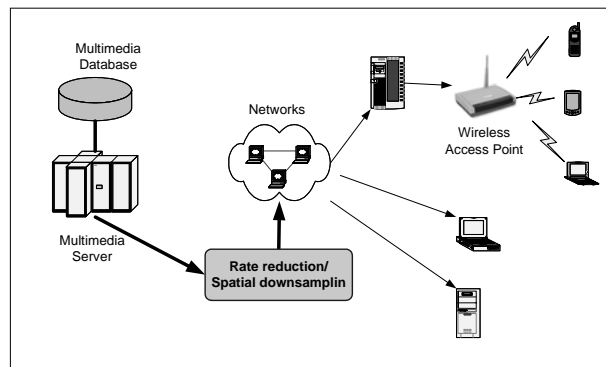 Multimedia
Database
Networks
Wireless
Access Point
Multimedia
Server
Rate reduction/
Spatial downsamplin